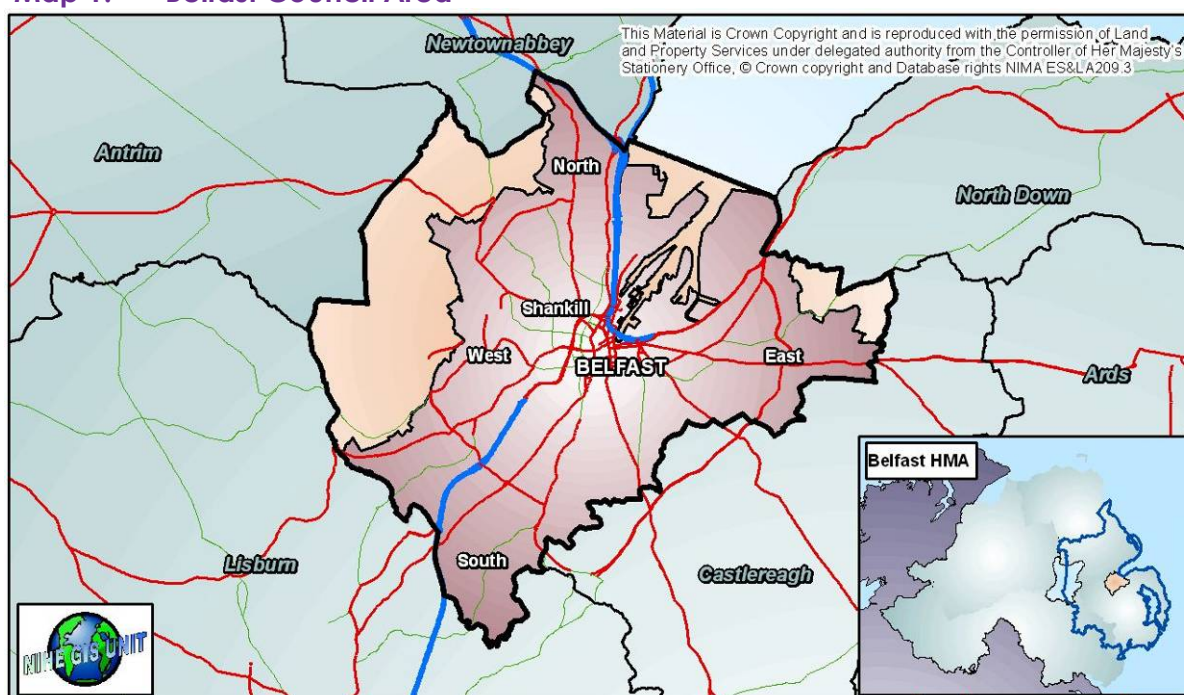 Map 1: Belfast Council Area
This Material is Crown Copyright and is reproduced with the permission of Land
and Property Services under delegated authority from the Controller of Her Majesty's
Stationery Office, © Crown copyright and Database rights NIMA ES&LA209.3
Newtownabbey
Antrim
North
North Down
Shankill
West
BELFAST
East
Ards
Belfast HMA
Lisburn
South
Castlereagh
NIHE GIS UNIT